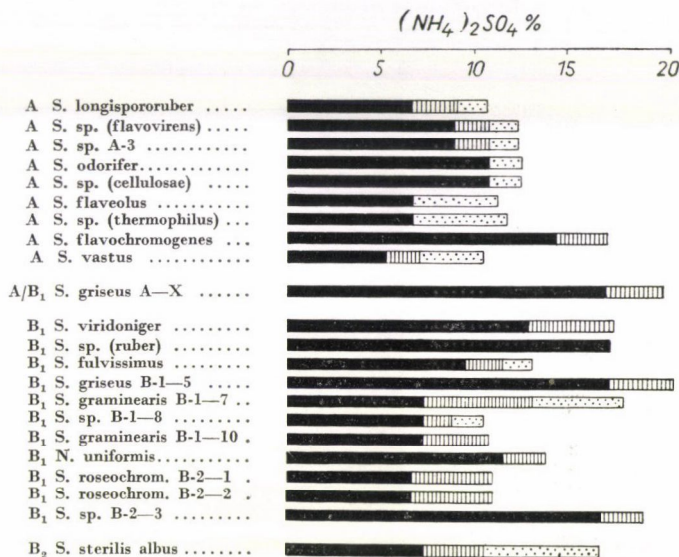 (NH₄)₂SO₄ %
0 5 10 15 20
A S. longispororuber ........
A S. sp. (flavovirens) .....
A S. sp. A-3 ............
A S. odorifer............
A S. sp. (cellulosae) .....
A S. flaveolus ..........
A S. sp. (thermophilus) ...
A S. flavochromogenes ...
A S. vastus ...........
A/B₁ S. griseus A—X ......
B₁ S. viridoniger .........
B₁ S. sp. (ruber) .........
B₁ S. fulvissimus ........
B₁ S. griseus B-1—5 .....
B₁ S. graminearis B-1—7 ..
B₁ S. sp. B-1—8 ........
B₁ S. graminearis B-1—10 .
B₁ N. uniformis...........
B₁ S. roseochrom. B-2—1 .
B₁ S. roseochrom. B-2—2 .
B₁ S. sp. B-2—3 .........
B₂ S. sterilis albus ........